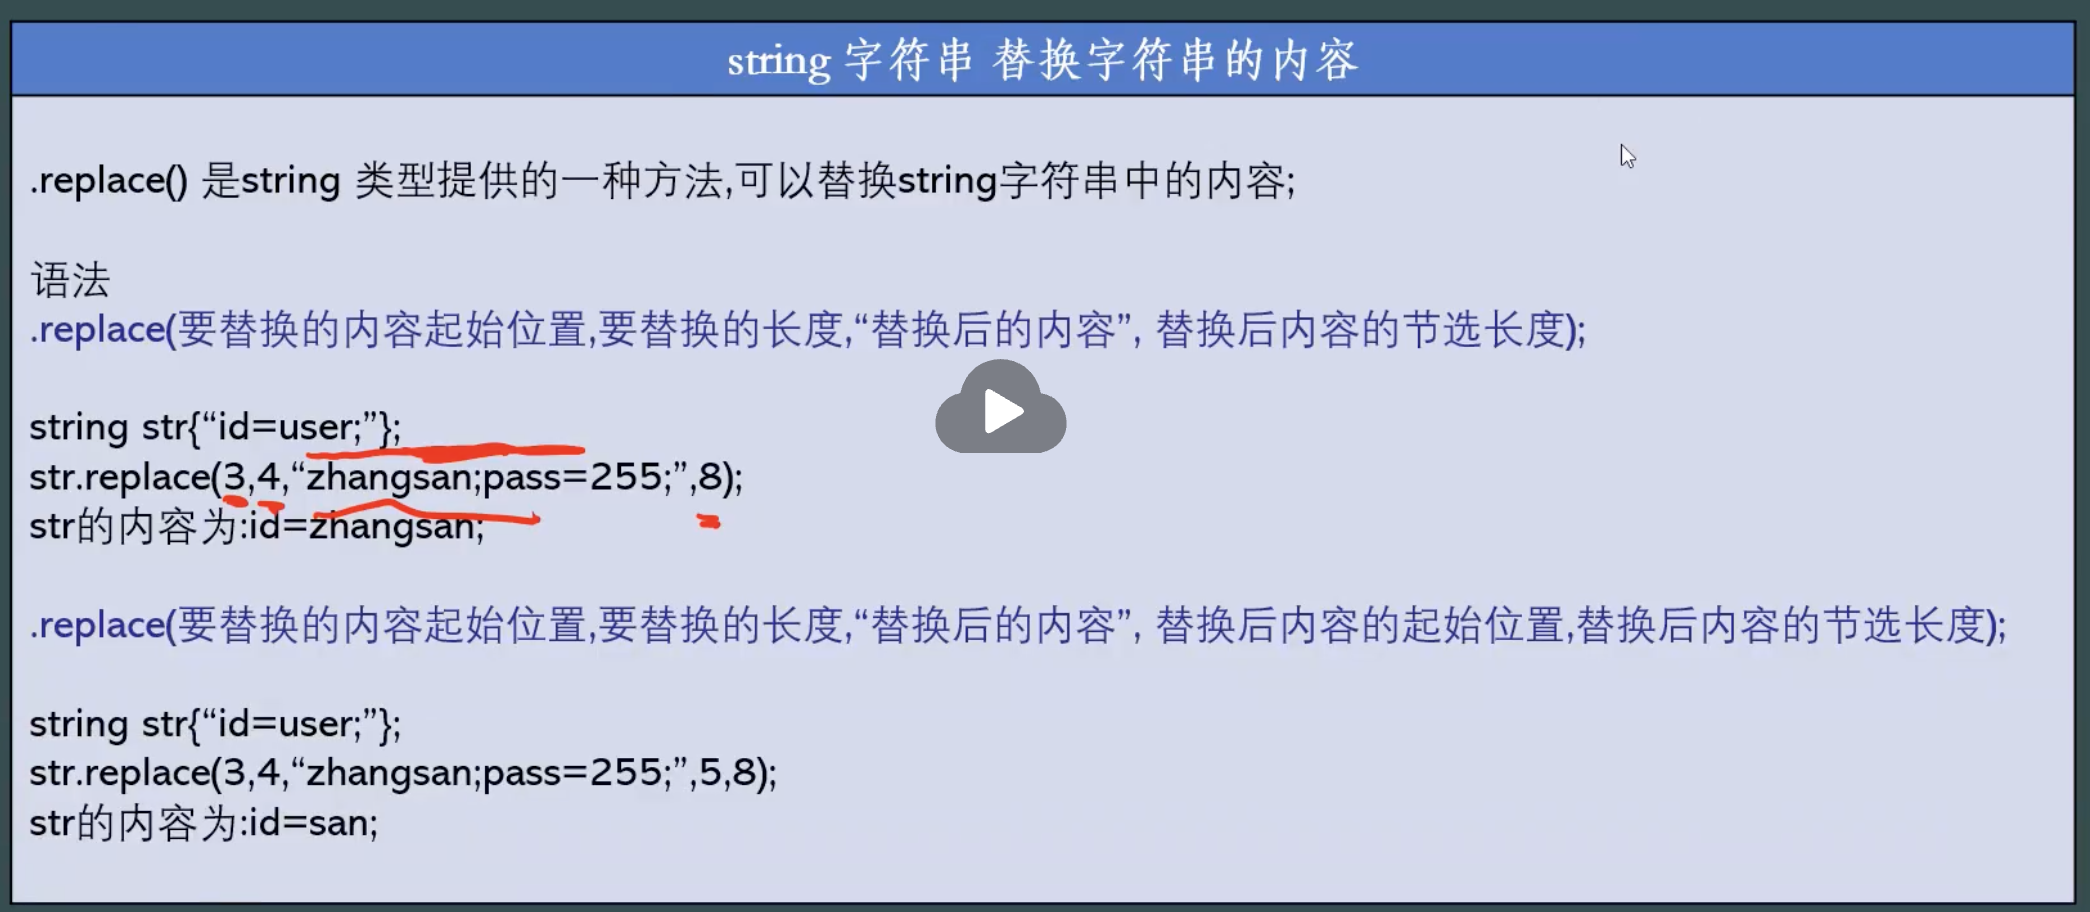 string 字符串 替换字符串的内容
.replace() 是string 类型提供的一种方法,可以替换string字符串中的内容;
语法
.replace(要替换的内容起始位置,要替换的长度,“替换后的内容”, 替换后内容的节选长度);
string str{“id=user;”};
str.replace(3,4,“zhangsan;pass=255;”,8);
str的内容为:id=zhangsan;
.replace(要替换的内容起始位置,要替换的长度,“替换后的内容”, 替换后内容的起始位置,替换后内容的节选长度);
string str{“id=user;”};
str.replace(3,4,“zhangsan;pass=255;”,5,8);
str的内容为:id=san;